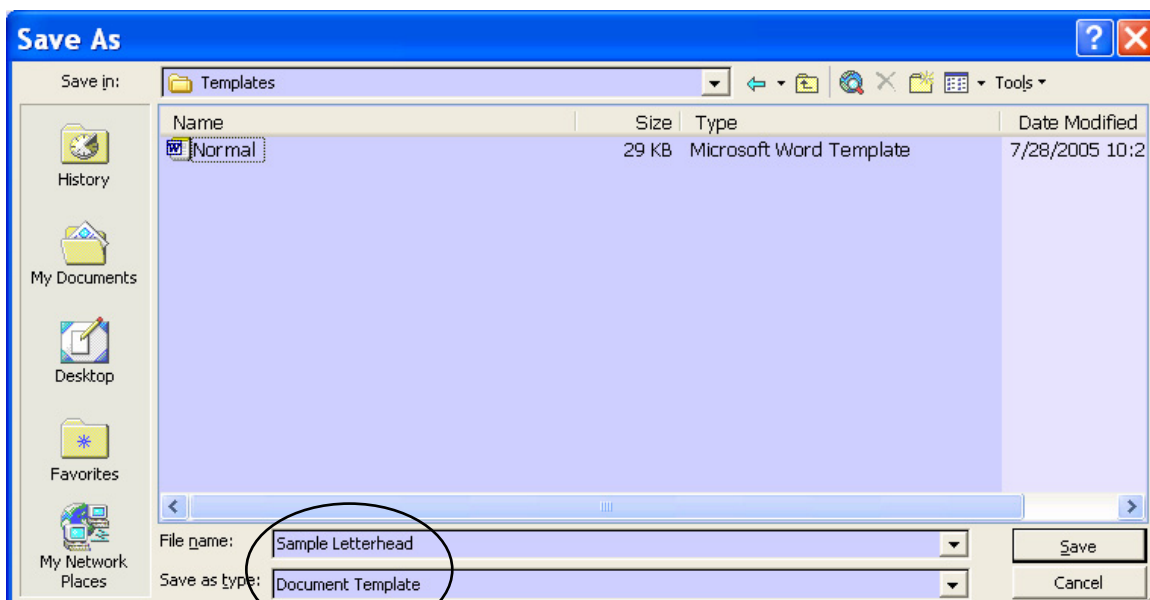 Save As
Save in:
Templates
Tools
Name Size Type Date Modified
Normal 29 KB Microsoft Word Template 7/28/2005 10:2
History
My Documents
Desktop
Favorites
My Network
Places
File name: Sample Letterhead Save
Save as type: Document Template Cancel